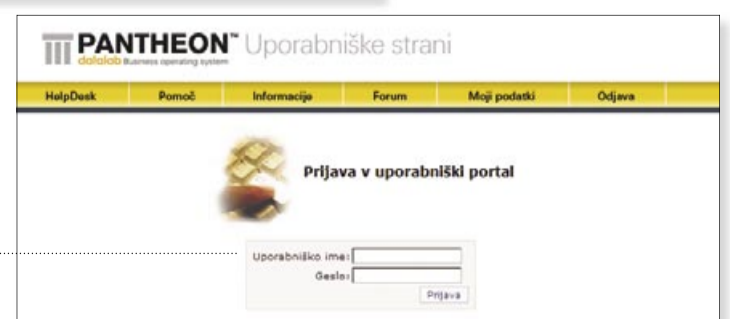 PANTHEON™ Uporabniške strani
datalab Business operating system
HelpDesk Pomoč Informacije Forum Moji podatki Odjava
Prijava v uporabniški portal
Uporabniško ime:
Geslo:
Prijava